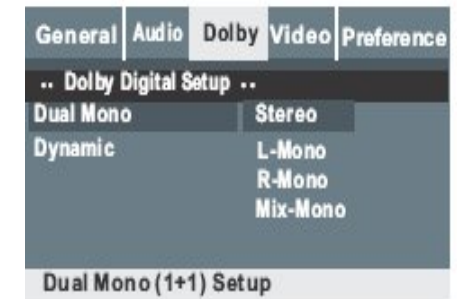 General Audio Dolby Video Preference
.. Dolby Digital Setup ..
Dual Mono Stereo
Dynamic L-Mono
R-Mono
Mix-Mono
Dual Mono (1+1) Setup